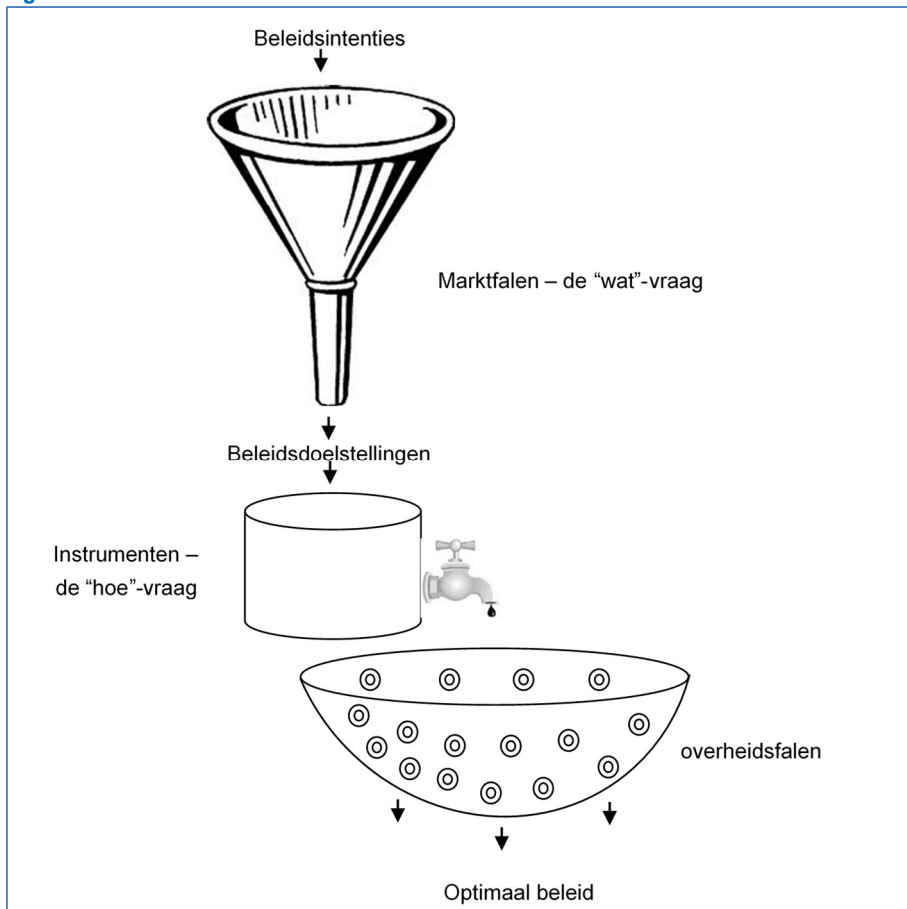 Beleidsintenties
Marktfalen – de “wat”-vraag
Beleidsdoelstellingen
Instrumenten –
de “hoe”-vraag
overheidsfalen
Optimaal beleid